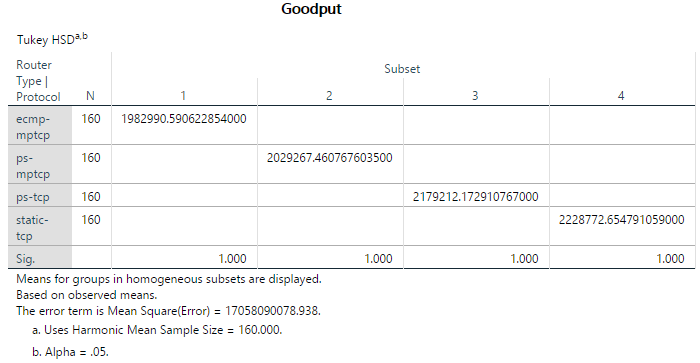 Goodput
Tukey HSDa,b
Router Type | Protocol N Subset
1 2 3 4
ecmp-mptcp 160 1982990.590622854000
ps-mptcp 160 2029267.460767603500
ps-tcp 160 2179212.172910767000
static-tcp 160 2228772.654791059000
Sig. 1.000 1.000 1.000 1.000
Means for groups in homogeneous subsets are displayed.
Based on observed means.
The error term is Mean Square(Error) = 17058090078.938.
a. Uses Harmonic Mean Sample Size = 160.000.
b. Alpha = .05.